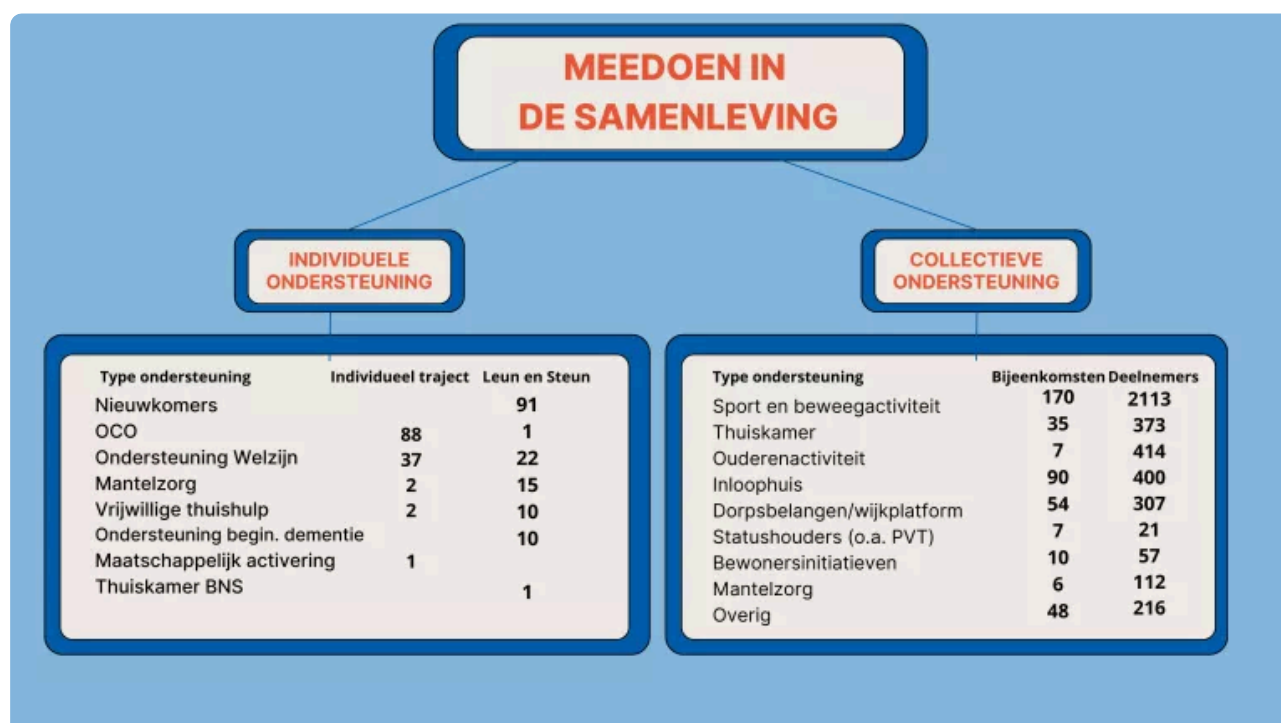 MEEDOEN IN
DE SAMENLEVING
INDIVIDUELE
ONDERSTEUNING
Type ondersteuning Individueel traject Leun en Steun
Nieuwkomers 91
OCO 88 1
Ondersteuning Welzijn 37 22
Mantelzorg 2 15
Vrijwillige thuishulp 2 10
Ondersteuning begin. dementie 10
Maatschappelijk activering 1
Thuiskamer BNS 1
COLLECTIEVE
ONDERSTEUNING
Type ondersteuning Bijeenkomsten Deelnemers
Sport en beweegactiviteit 170 2113
Thuiskamer 35 373
Ouderenactiviteit 7 414
Inloophuis 90 400
Dorpsbelangen/wijkplatform 54 307
Statushouders (o.a. PVT) 7 21
Bewonersinitiatieven 10 57
Mantelzorg 6 112
Overig 48 216